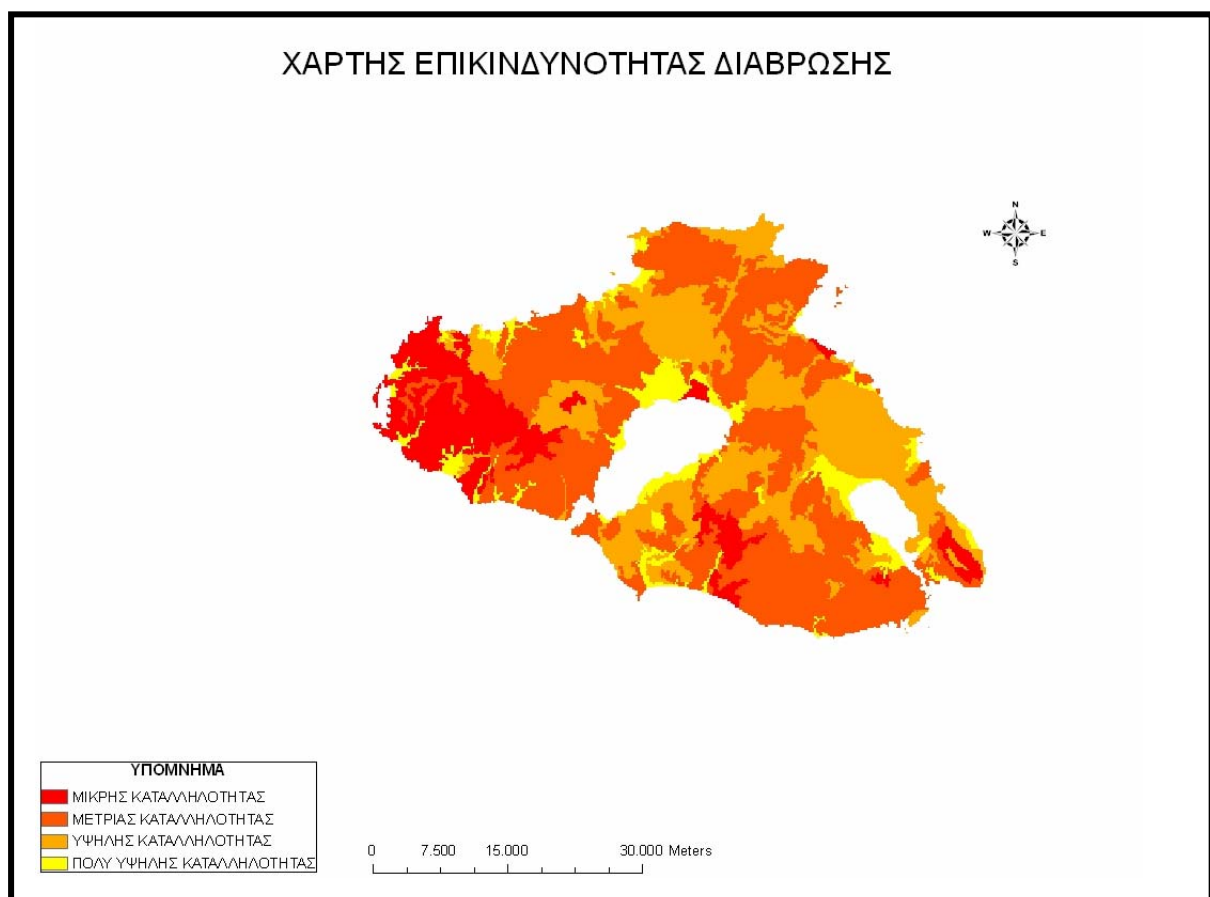 ΧΑΡΤΗΣ ΕΠΙΚΙΝΔΥΝΟΤΗΤΑΣ ΔΙΑΒΡΩΣΗΣ
N
W E
S
ΥΠΟΜΝΗΜΑ
ΜΙΚΡΗΣ ΚΑΤΑΛΛΗΛΟΤΗΤΑΣ
ΜΕΤΡΙΑΣ ΚΑΤΑΛΛΗΛΟΤΗΤΑΣ
ΥΨΗΛΗΣ ΚΑΤΑΛΛΗΛΟΤΗΤΑΣ
ΠΟΛΥ ΥΨΗΛΗΣ ΚΑΤΑΛΛΗΛΟΤΗΤΑΣ
0 7.500 15.000 30.000 Meters